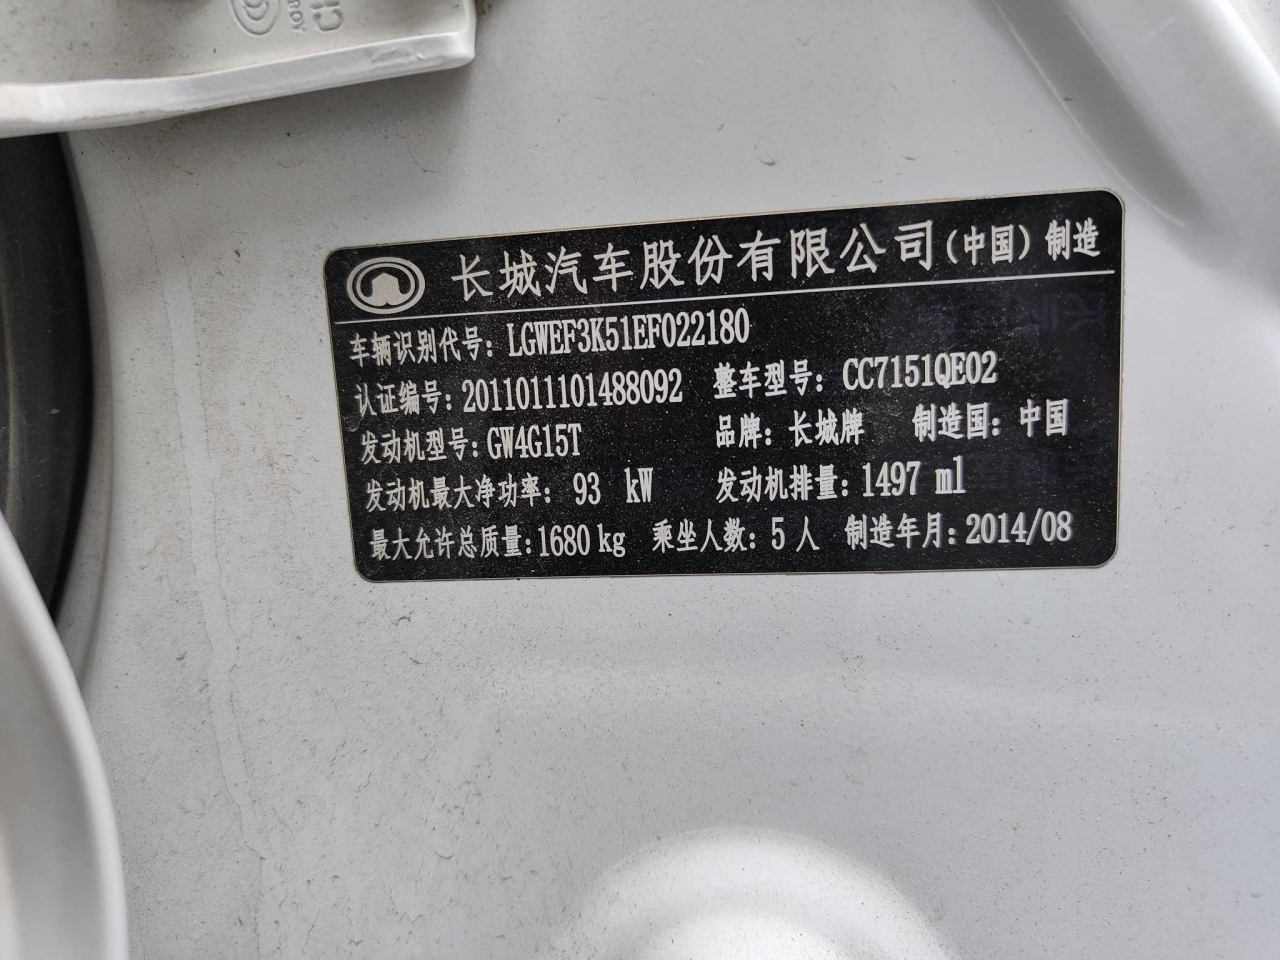 长城汽车股份有限公司(中国)制造
车辆识别代号: LGWEF3K51EF022180
认证编号: 2011011101488092 整车型号: CC7151QE02
发动机型号: GW4G15T 品牌: 长城牌 制造国: 中国
发动机最大净功率: 93 kW 发动机排量: 1497 ml
最大允许总质量: 1680 kg 乘坐人数: 5 人 制造年月: 2014/08